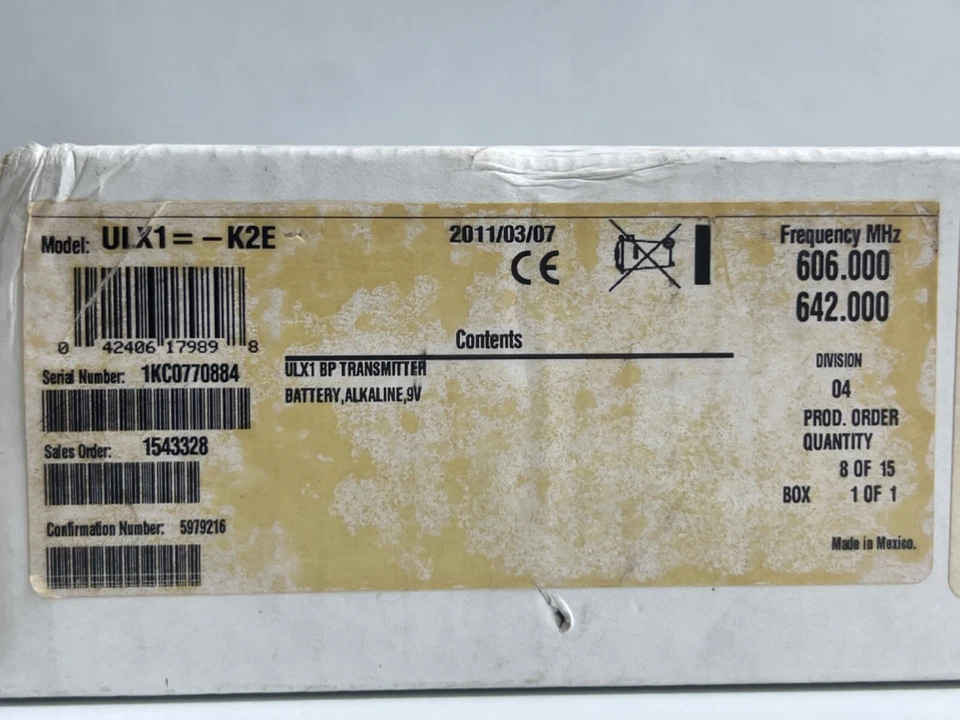 Model: ULX1= -K2E
2011/03/07
CE
Frequency MHz
606.000
642.000
0 42406 17989 8
Contents
ULX1 BP TRANSMITTER
BATTERY,ALKALINE,9V
Serial Number: 1KC0770884
Sales Order: 1543328
Confirmation Number: 5979216
DIVISION
04
PROD. ORDER
QUANTITY
8 OF 15
BOX 1 OF 1
Made in Mexico.